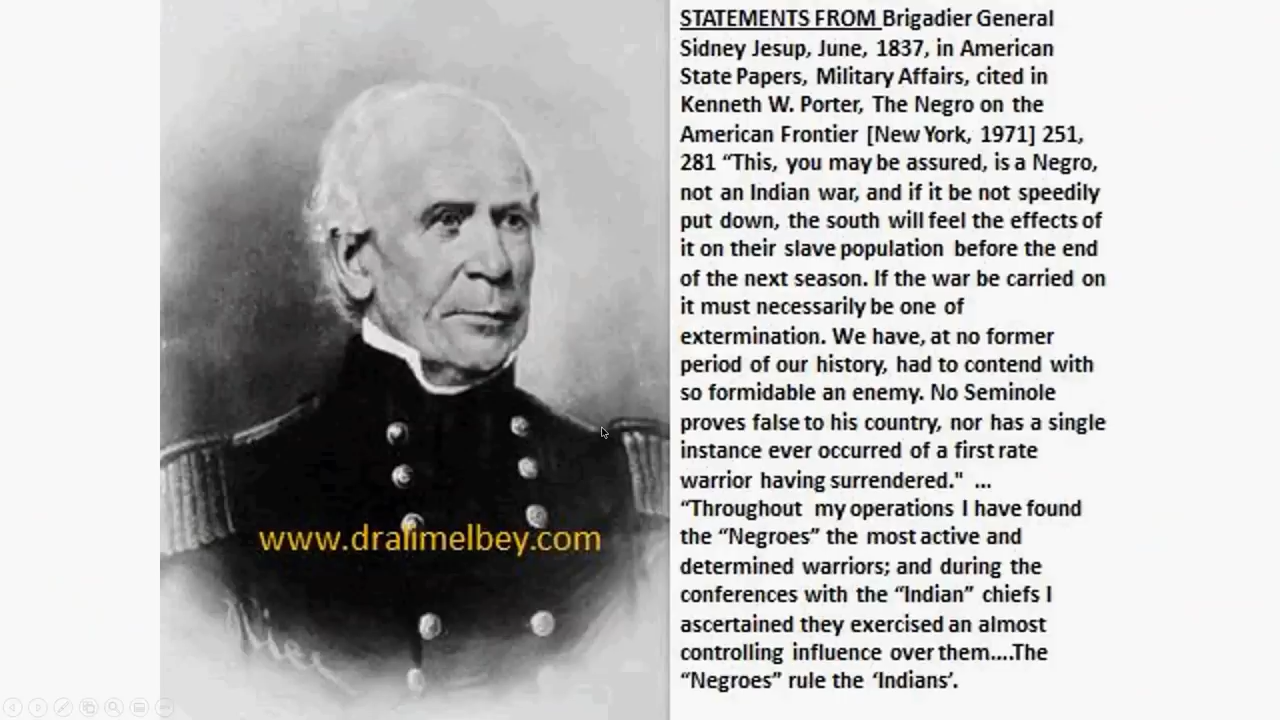 STATEMENTS FROM Brigadier General
Sidney Jesup, June, 1837, in American
State Papers, Military Affairs, cited in
Kenneth W. Porter, The Negro on the
American Frontier [New York, 1971] 251,
281 “This, you may be assured, is a Negro,
not an Indian war, and if it be not speedily
put down, the south will feel the effects of
it on their slave population before the end
of the next season. If the war be carried on
it must necessarily be one of
extermination. We have, at no former
period of our history, had to contend with
so formidable an enemy. No Seminole
proves false to his country, nor has a single
instance ever occurred of a first rate
warrior having surrendered." ...
“Throughout my operations I have found
the “Negroes” the most active and
determined warriors; and during the
conferences with the “Indian” chiefs I
ascertained they exercised an almost
controlling influence over them....The
“Negroes” rule the ‘Indians’.
www.dralimelbey.com